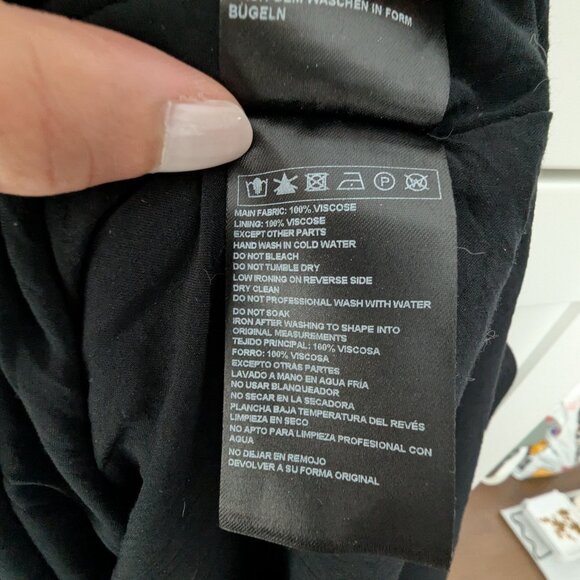 DEM WASCHEN IN FORM
BÜGELN
P W
MAIN FABRIC: 100% VISCOSE
LINING: 100% VISCOSE
EXCEPT OTHER PARTS
HAND WASH IN COLD WATER
DO NOT BLEACH
DO NOT TUMBLE DRY
LOW IRONING ON REVERSE SIDE
DRY CLEAN
DO NOT PROFESSIONAL WASH WITH WATER
DO NOT SOAK
IRON AFTER WASHING TO SHAPE INTO
ORIGINAL MEASUREMENTS
TEJIDO PRINCIPAL: 100% VISCOSA
FORRO: 100% VISCOSA
EXCEPTO OTRAS PARTES
LAVADO A MANO EN AGUA FRÍA
NO USAR BLANQUEADOR
NO SECAR EN LA SECADORA
PLANCHA BAJA TEMPERATURA DEL REVÉS
LIMPIEZA EN SECO
NO APTO PARA LIMPIEZA PROFESIONAL CON
AGUA
NO DEJAR EN REMOJO
DEVOLVER A SU FORMA ORIGINAL